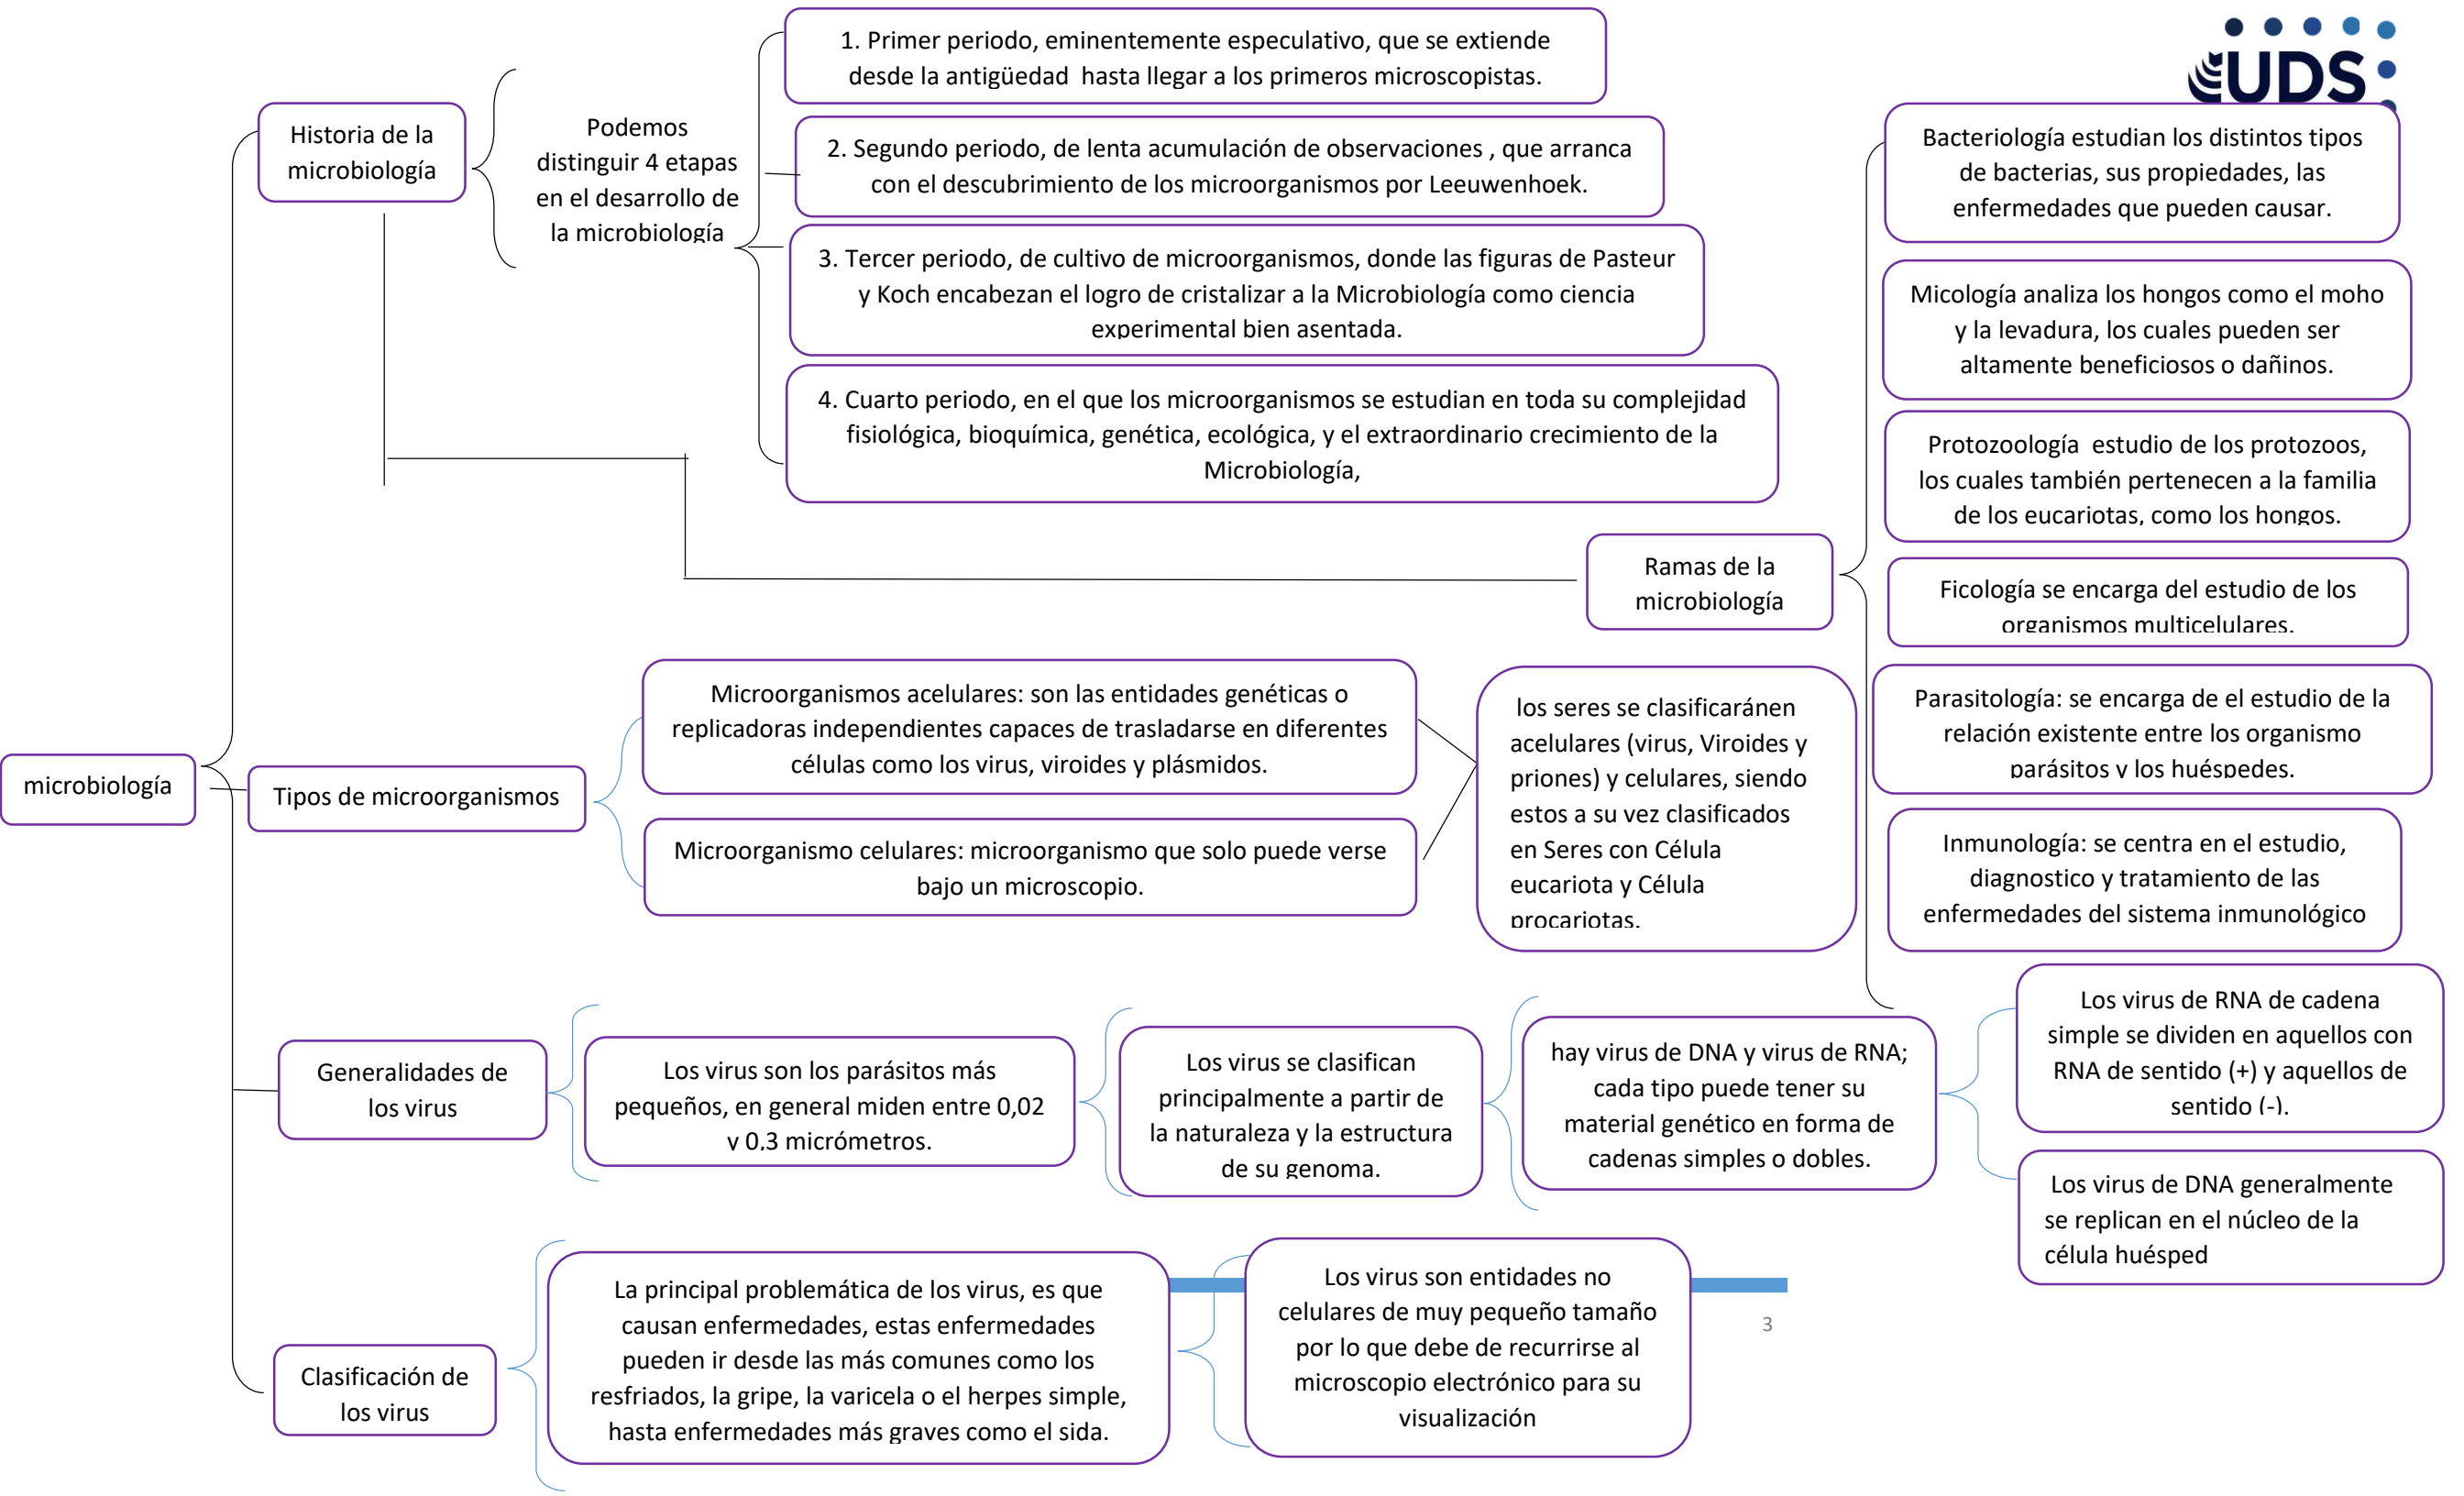 UDS
microbiología
Historia de la
microbiología
Podemos
distinguir 4 etapas
en el desarrollo de
la microbiología
1. Primer periodo, eminentemente especulativo, que se extiende
desde la antigüedad hasta llegar a los primeros microscopistas.
2. Segundo periodo, de lenta acumulación de observaciones , que arranca
con el descubrimiento de los microorganismos por Leeuwenhoek.
3. Tercer periodo, de cultivo de microorganismos, donde las figuras de Pasteur
y Koch encabezan el logro de cristalizar a la Microbiología como ciencia
experimental bien asentada.
4. Cuarto periodo, en el que los microorganismos se estudian en toda su complejidad
fisiológica, bioquímica, genética, ecológica, y el extraordinario crecimiento de la
Microbiología,
Ramas de la
microbiología
Bacteriología estudian los distintos tipos
de bacterias, sus propiedades, las
enfermedades que pueden causar.
Micología analiza los hongos como el moho
y la levadura, los cuales pueden ser
altamente beneficiosos o dañinos.
Protozoología estudio de los protozoos,
los cuales también pertenecen a la familia
de los eucariotas, como los hongos.
Ficología se encarga del estudio de los
organismos multicelulares.
Parasitología: se encarga de el estudio de la
relación existente entre los organismo
parásitos y los huéspedes.
Inmunología: se centra en el estudio,
diagnostico y tratamiento de las
enfermedades del sistema inmunológico
Tipos de microorganismos
Microorganismos acelulares: son las entidades genéticas o
replicadoras independientes capaces de trasladarse en diferentes
células como los virus, viroides y plásmidos.
Microorganismo celulares: microorganismo que solo puede verse
bajo un microscopio.
los seres se clasificaránen
acelulares (virus, Viroides y
priones) y celulares, siendo
estos a su vez clasificados
en Seres con Célula
eucariota y Célula
procariotas.
Generalidades de
los virus
Los virus son los parásitos más
pequeños, en general miden entre 0,02
y 0,3 micrómetros.
Los virus se clasifican
principalmente a partir de
la naturaleza y la estructura
de su genoma.
hay virus de DNA y virus de RNA;
cada tipo puede tener su
material genético en forma de
cadenas simples o dobles.
Los virus de RNA de cadena
simple se dividen en aquellos con
RNA de sentido (+) y aquellos de
sentido (-).
Los virus de DNA generalmente
se replican en el núcleo de la
célula huésped
Clasificación de
los virus
La principal problemática de los virus, es que
causan enfermedades, estas enfermedades
pueden ir desde las más comunes como los
resfriados, la gripe, la varicela o el herpes simple,
hasta enfermedades más graves como el sida.
Los virus son entidades no
celulares de muy pequeño tamaño
por lo que debe de recurrirse al
microscopio electrónico para su
visualización
3